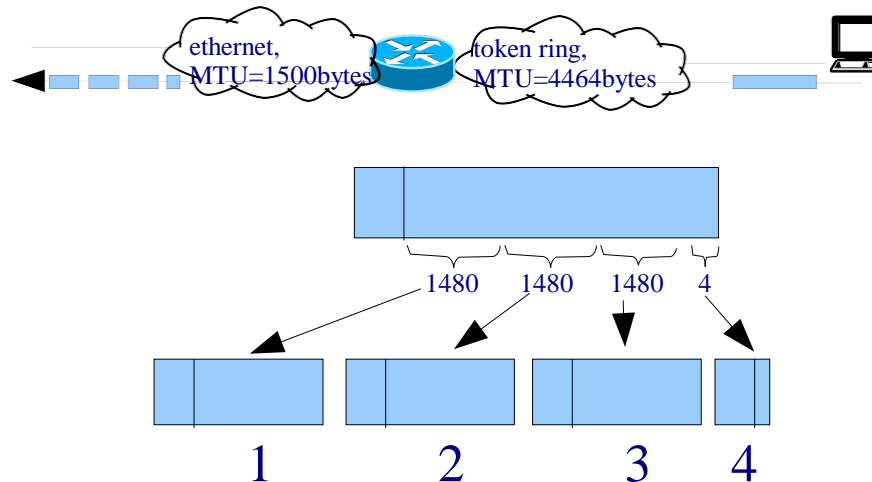 ethernet,
MTU=1500bytes
token ring,
MTU=4464bytes
1480 1480 1480 4
1 2 3 4